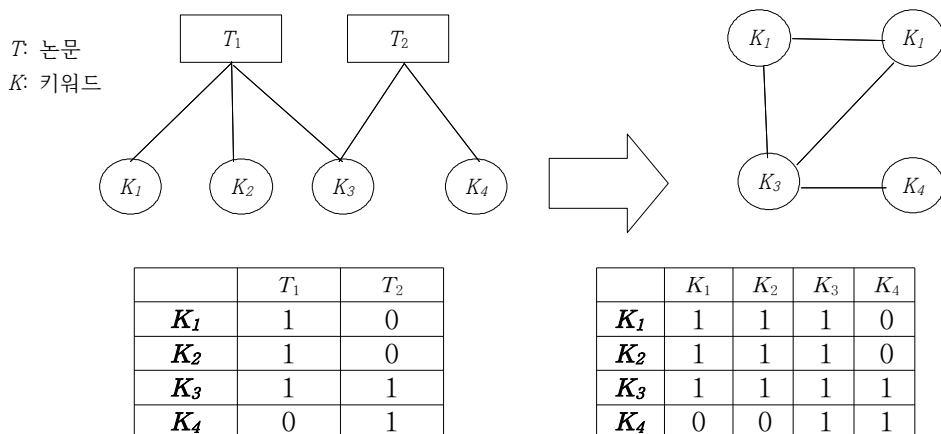 T: 논문
K: 키워드
T₁ T₂
K₁ K₂ K₃ K₄
K₁ K₁
K₃ K₄
T₁ T₂
K₁ 1 0
K₂ 1 0
K₃ 1 1
K₄ 0 1
K₁ K₂ K₃ K₄
K₁ 1 1 1 0
K₂ 1 1 1 0
K₃ 1 1 1 1
K₄ 0 0 1 1